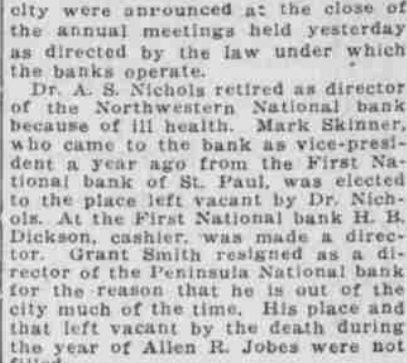 city were announced at the close of
the annual meetings held yesterday
as directed by the law under which
the banks operate.
Dr. A. S. Nichols retired as director
of the Northwestern National bank
because of ill health. Mark Skinner,
who came to the bank as vice-presi-
dent a year ago from the First Na-
tional bank of St. Paul, was elected
to the place left vacant by Dr. Nich-
ols. At the First National bank H. B.
Dickson, cashier, was made a direc-
tor. Grant Smith resigned as a di-
rector of the Peninsula National bank
for the reason that he is out of the
city much of the time. His place and
that left vacant by the death during
the year of Allen R. Jobes were not